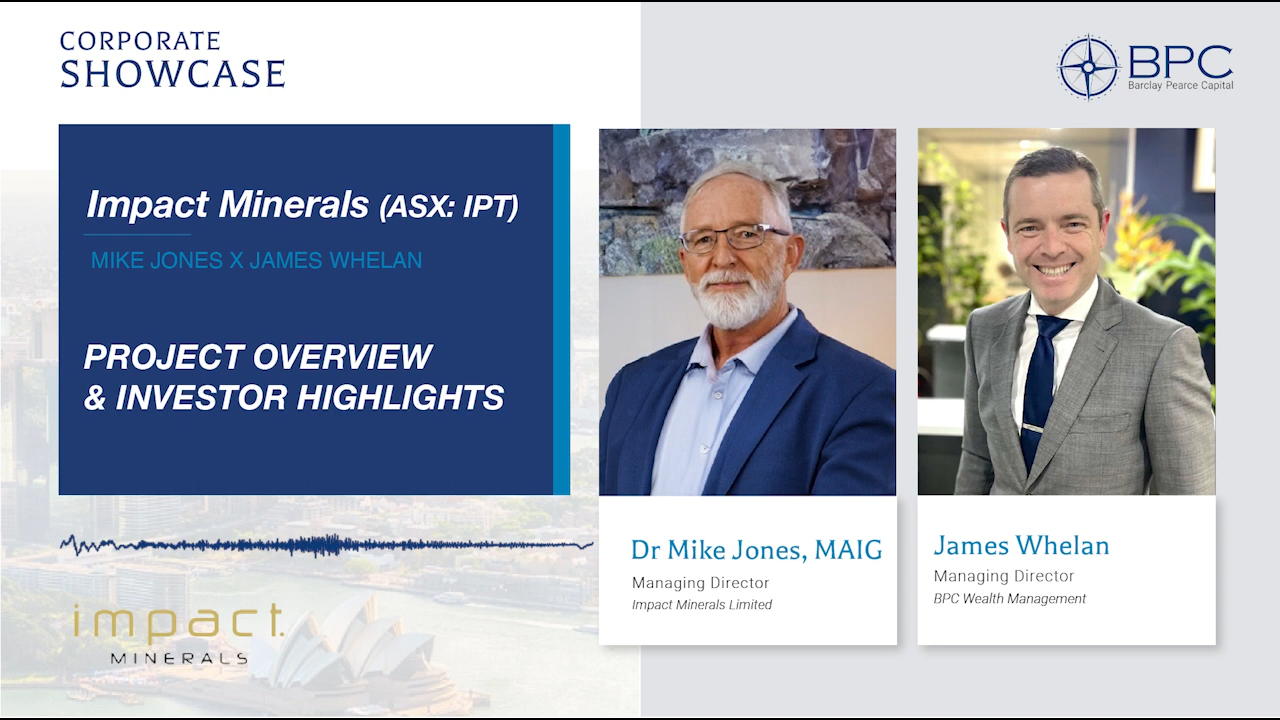 CORPORATE
SHOWCASE
BPC
Barclay Pearce Capital
Impact Minerals (ASX: IPT)
MIKE JONES X JAMES WHELAN
PROJECT OVERVIEW
& INVESTOR HIGHLIGHTS
impact.
MINERALS
Dr Mike Jones, MAIG
Managing Director
Impact Minerals Limited
James Whelan
Managing Director
BPC Wealth Management